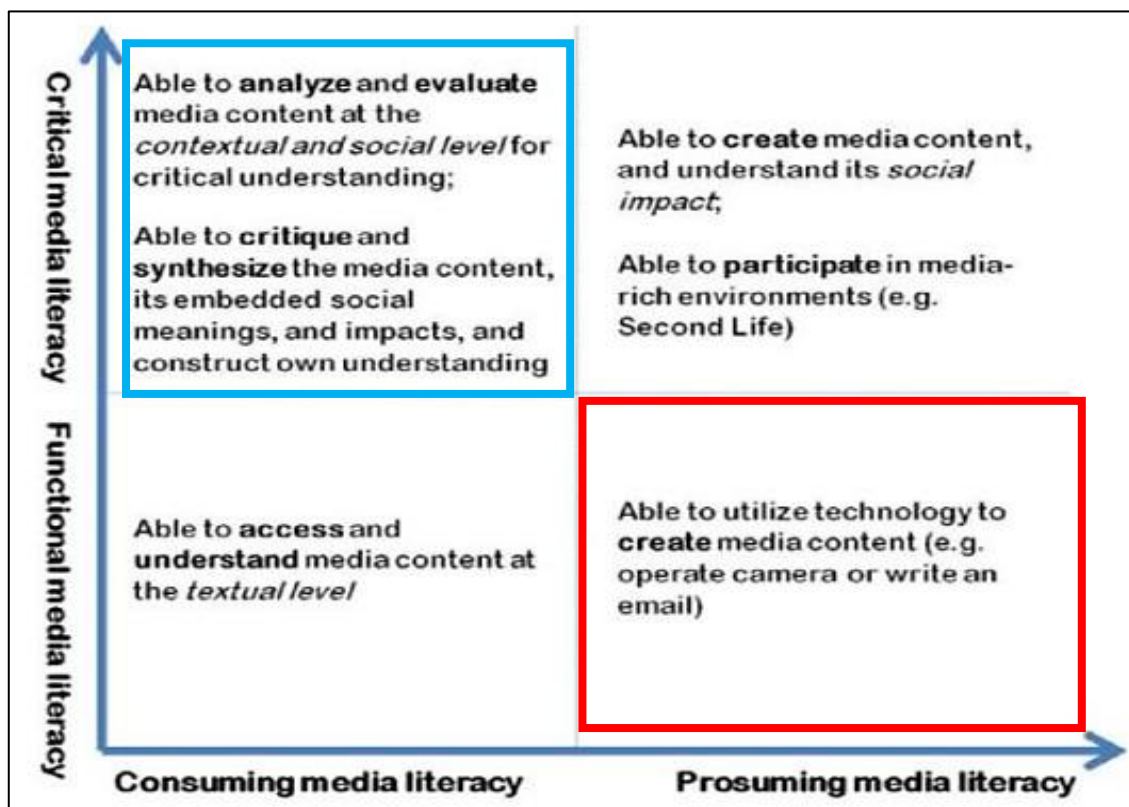 Critical media literacy
Able to analyze and evaluate
media content at the
contextual and social level for
critical understanding;
Able to critique and
synthesize the media content,
its embedded social
meanings, and impacts, and
construct own understanding
Able to create media content,
and understand its social
impact;
Able to participate in media-
rich environments (e.g.
Second Life)
Functional media literacy
Able to access and
understand media content at
the textual level
Able to utilize technology to
create media content (e.g.
operate camera or write an
email)
Consuming media literacy
Prosuming media literacy